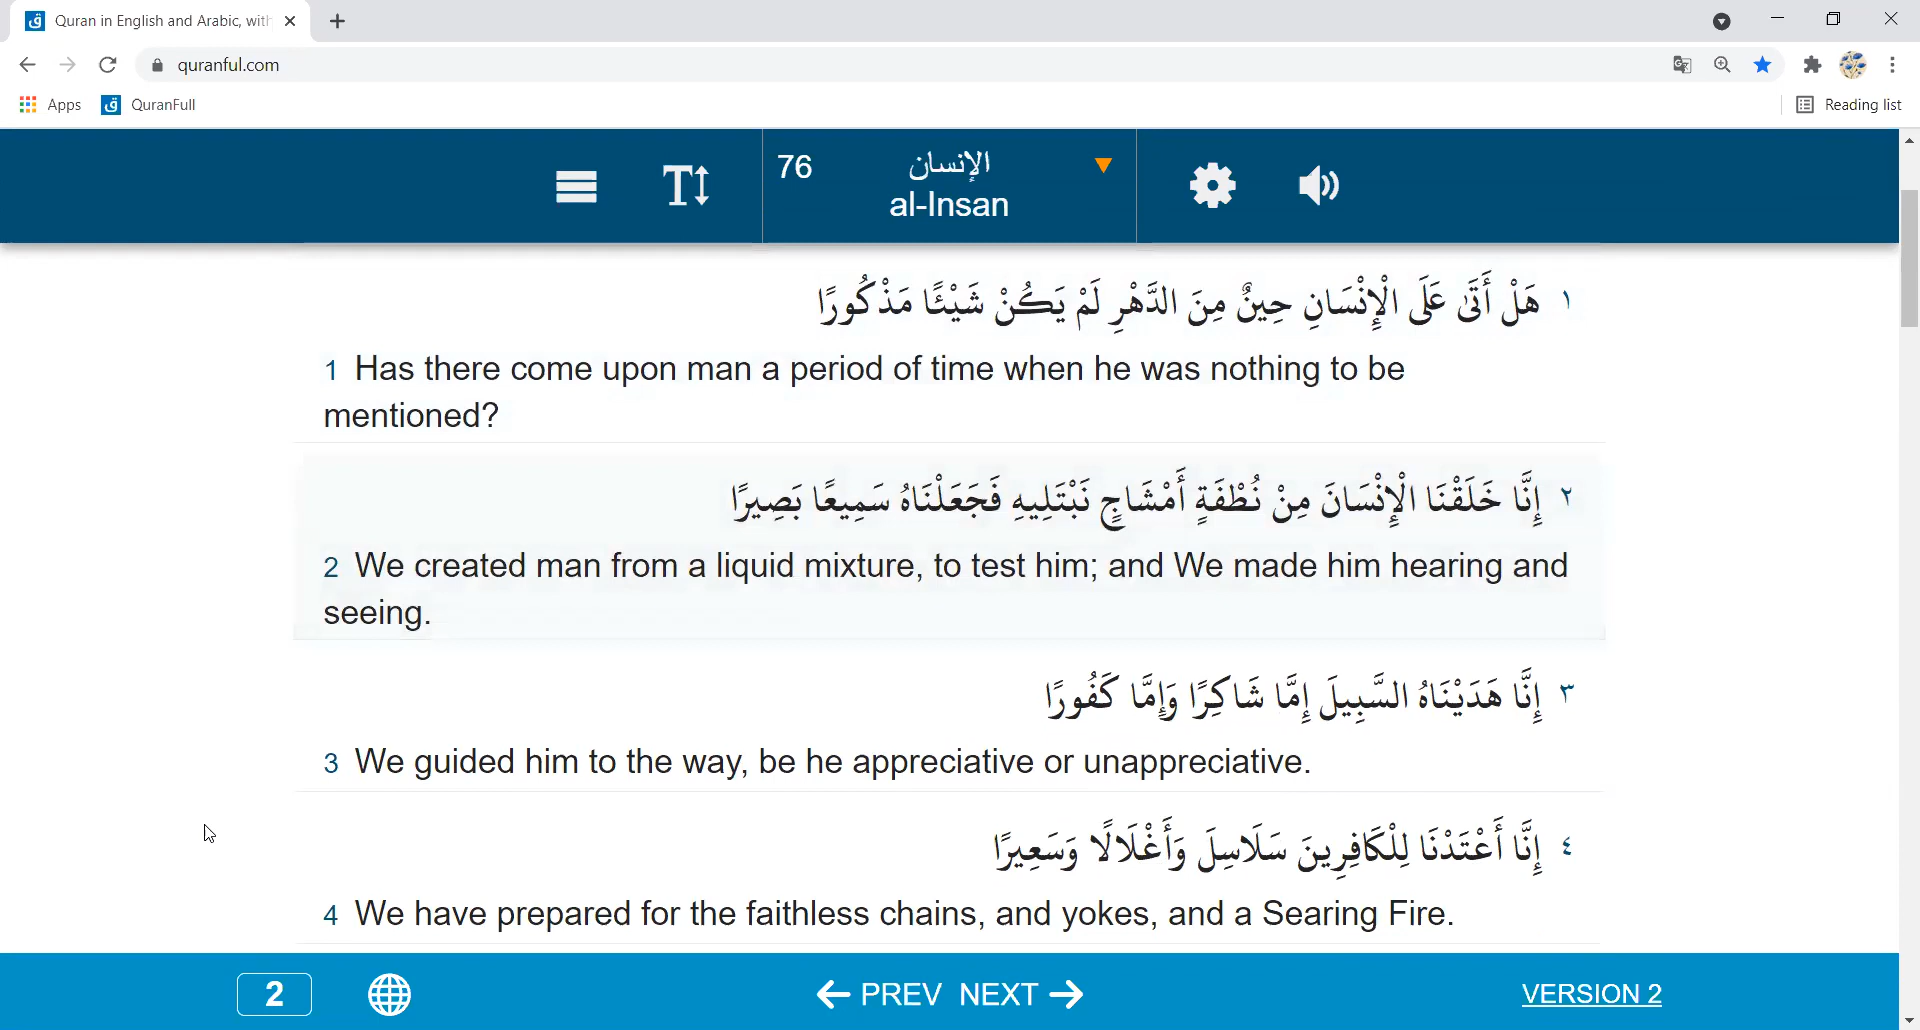 Quran in English and Arabic, with
quranful.com
Apps
QuranFull
Reading list
76
الإنسان
al-Insan
١ هَلْ أَتَىٰ عَلَى الْإِنْسَانِ حِينٌ مِنَ الدَّهْرِ لَمْ يَكُنْ شَيْئًا مَذْكُورًا
1 Has there come upon man a period of time when he was nothing to be
mentioned?
٢ إِنَّا خَلَقْنَا الْإِنْسَانَ مِنْ نُطْفَةٍ أَمْشَاجٍ نَبْتَلِيهِ فَجَعَلْنَاهُ سَمِيعًا بَصِيرًا
2 We created man from a liquid mixture, to test him; and We made him hearing and
seeing.
٣ إِنَّا هَدَيْنَاهُ السَّبِيلَ إِمَّا شَاكِرًا وَإِمَّا كَفُورًا
3 We guided him to the way, be he appreciative or unappreciative.
٤ إِنَّا أَعْتَدْنَا لِلْكَافِرِينَ سَلَاسِلَ وَأَغْلَالًا وَسَعِيرًا
4 We have prepared for the faithless chains, and yokes, and a Searing Fire.
2
PREV NEXT
VERSION 2